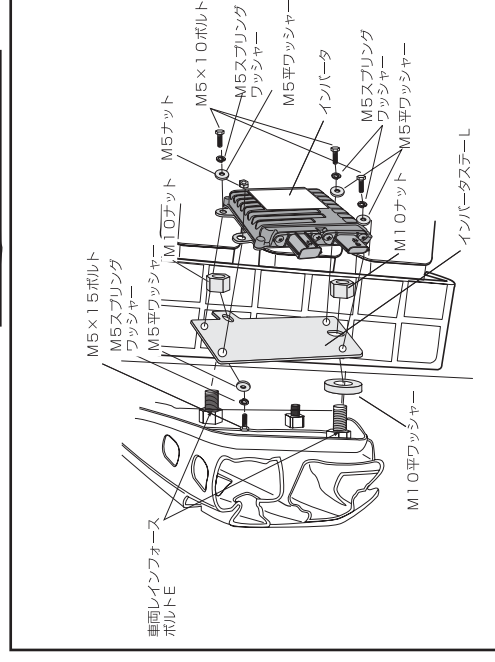 車両レインフォース
ボルトE
M5×15ボルト
M5スプリング
ワッシャー
M5平ワッシャー
M10ナット
M5ナット
M5×10ボルト
M5スプリング
ワッシャー
M5平ワッシャー
インバータ
M5スプリング
ワッシャー
M5平ワッシャー
M10ナット
インバータステーL
M10平ワッシャー